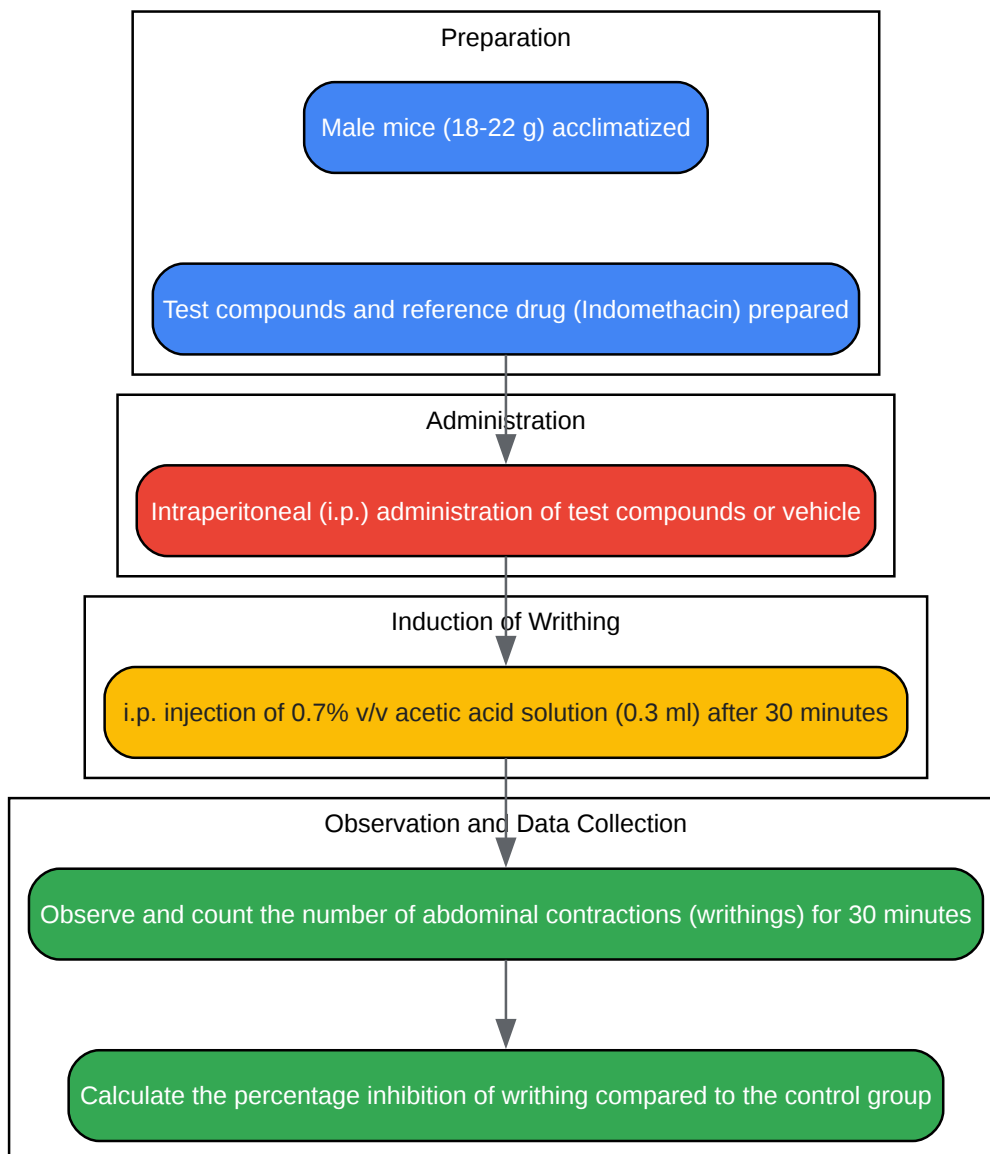 Preparation
Male mice (18-22 g) acclimatized
Test compounds and reference drug (Indomethacin) prepared
Administration
Intraperitoneal (i.p.) administration of test compounds or vehicle
Induction of Writhing
i.p. injection of 0.7% v/v acetic acid solution (0.3 ml) after 30 minutes
Observation and Data Collection
Observe and count the number of abdominal contractions (writhings) for 30 minutes
Calculate the percentage inhibition of writhing compared to the control group